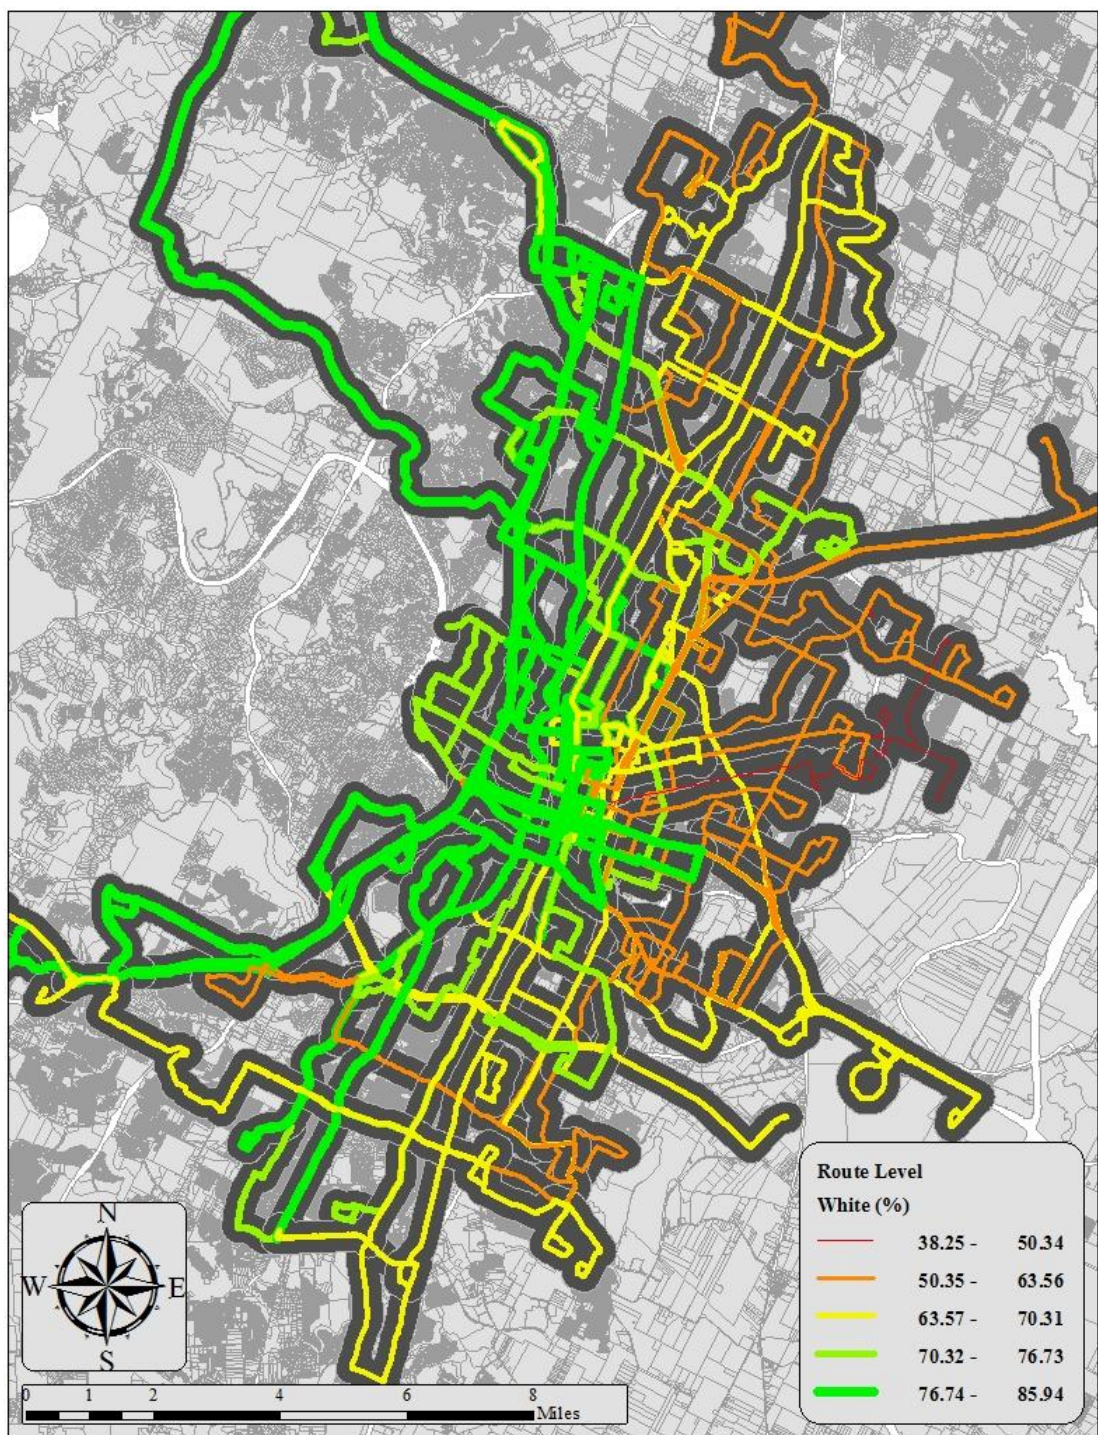 Route Level
White (%)
38.25 - 50.34
50.35 - 63.56
63.57 - 70.31
70.32 - 76.73
76.74 - 85.94
N
W E
S
0 1 2 4 6 8
Miles